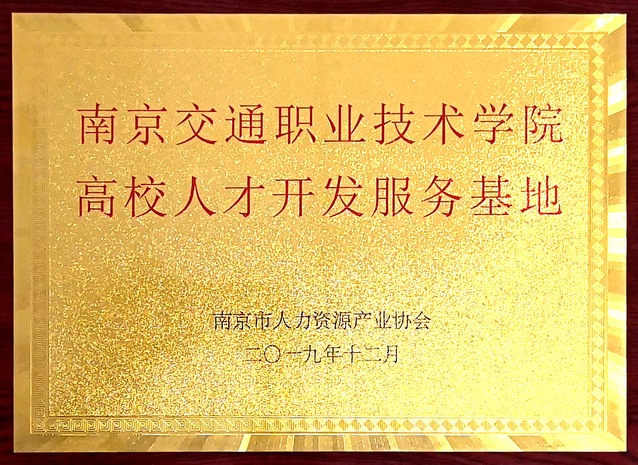 南京交通职业技术学院
高校人才开发服务基地
南京市人力资源产业协会
二〇一九年十二月